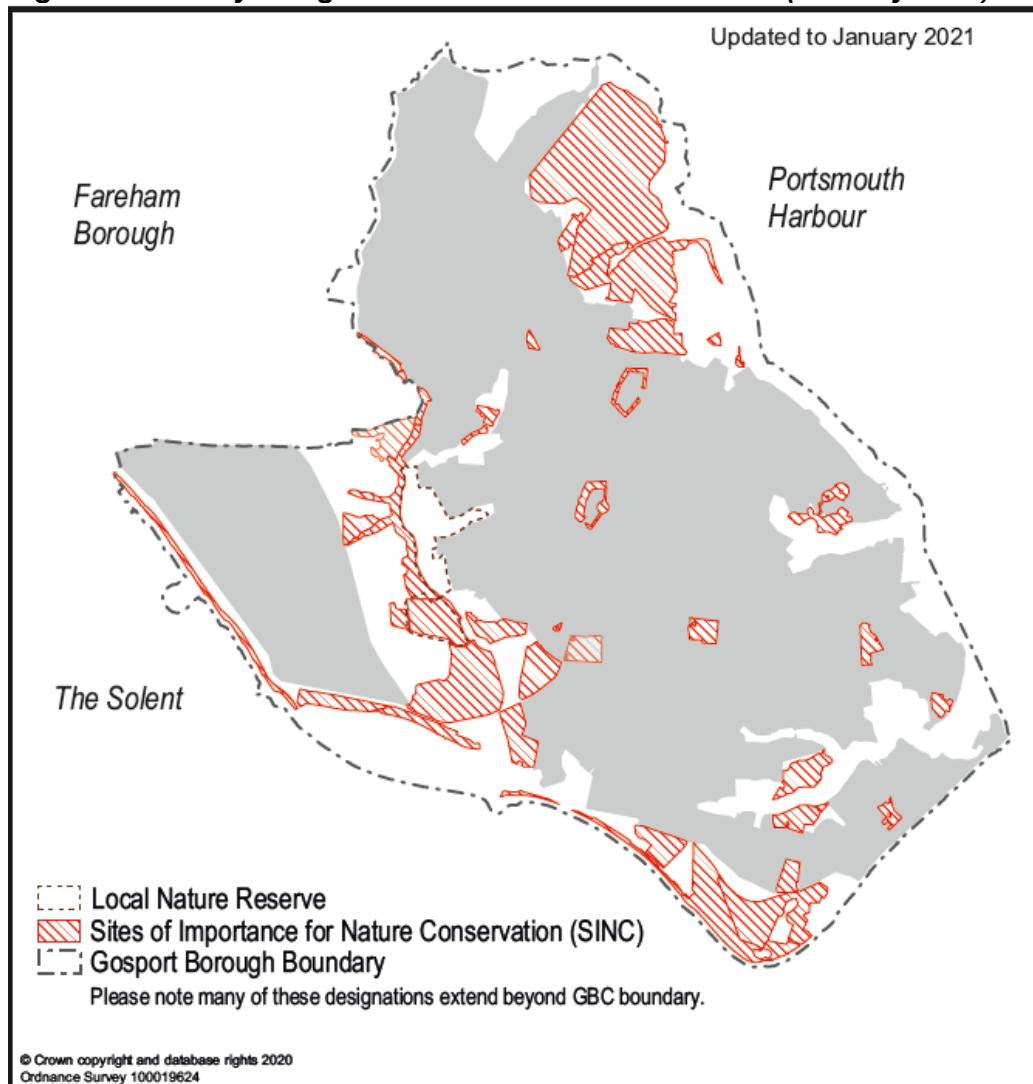 Updated to January 2021
Fareham
Borough
Portsmouth
Harbour
The Solent
Local Nature Reserve
Sites of Importance for Nature Conservation (SINC)
Gosport Borough Boundary
Please note many of these designations extend beyond GBC boundary.
© Crown copyright and database rights 2020
Ordnance Survey 100019624